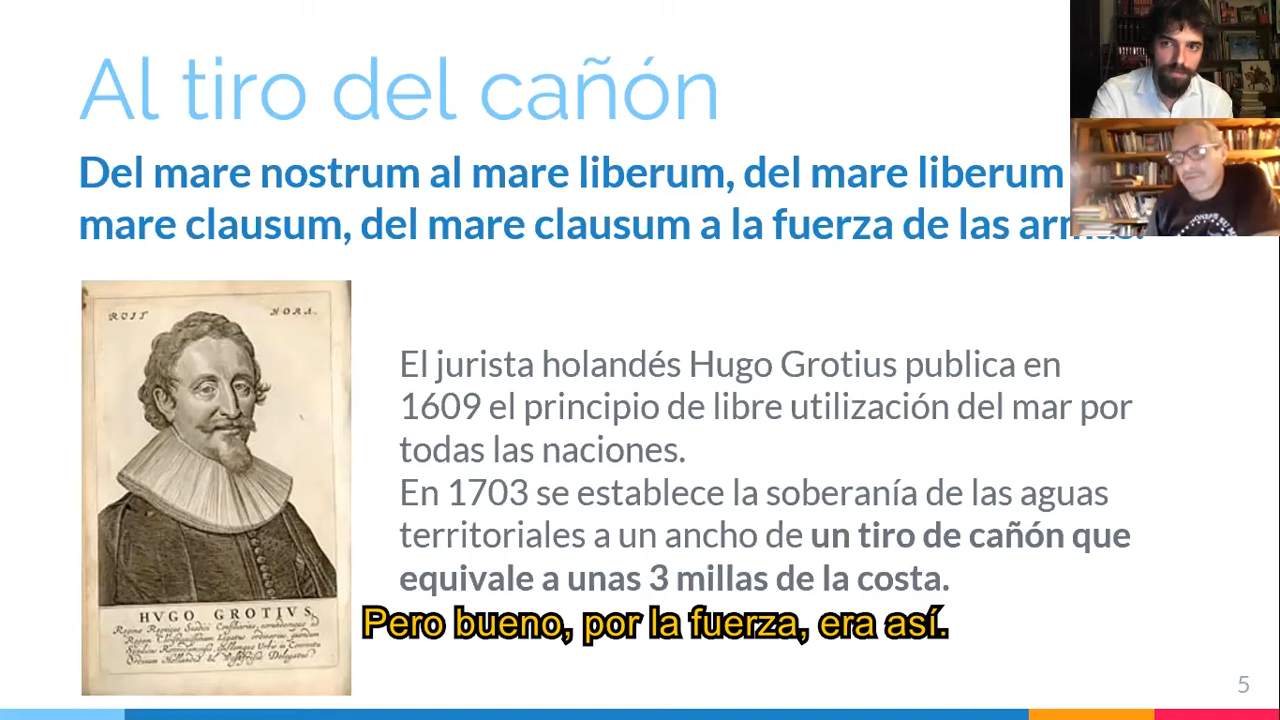 Al tiro del cañón
Del mare nostrum al mare liberum, del mare liberum
mare clausum, del mare clausum a la fuerza de las armas.
RUIT HORA.
El jurista holandés Hugo Grotius publica en
1609 el principio de libre utilización del mar por
todas las naciones.
En 1703 se establece la soberanía de las aguas
territoriales a un ancho de un tiro de cañón que
equivale a unas 3 millas de la costa.
HVGO GROTIVS,
Pero bueno, por la fuerza, era así.
5